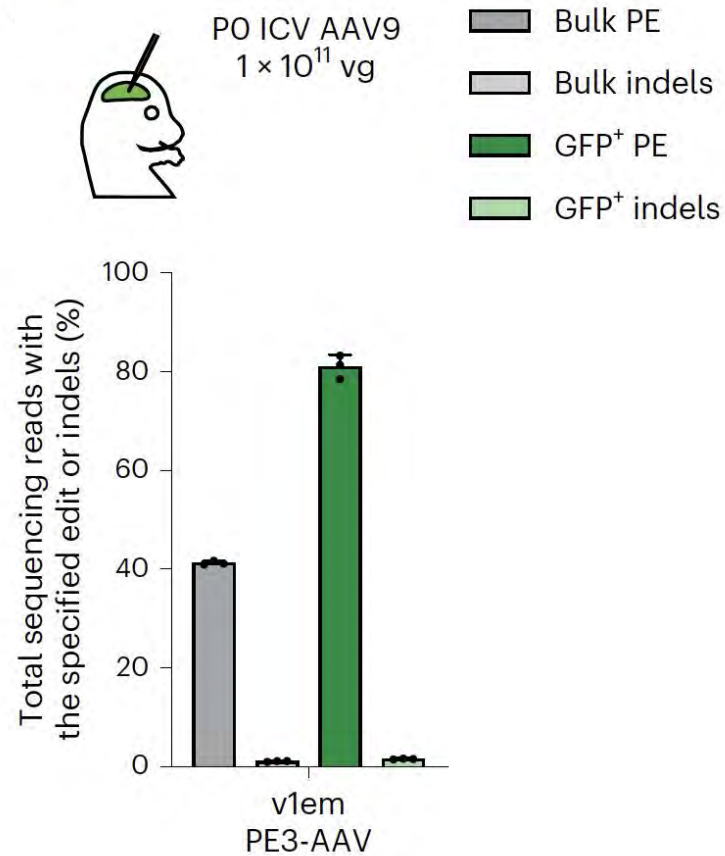 P0 ICV AAV9
1 × 10¹¹ vg
Bulk PE
Bulk indels
GFP⁺ PE
GFP⁺ indels
Total sequencing reads with
the specified edit or indels (%)
100
80
60
40
20
0
v1em
PE3-AAV